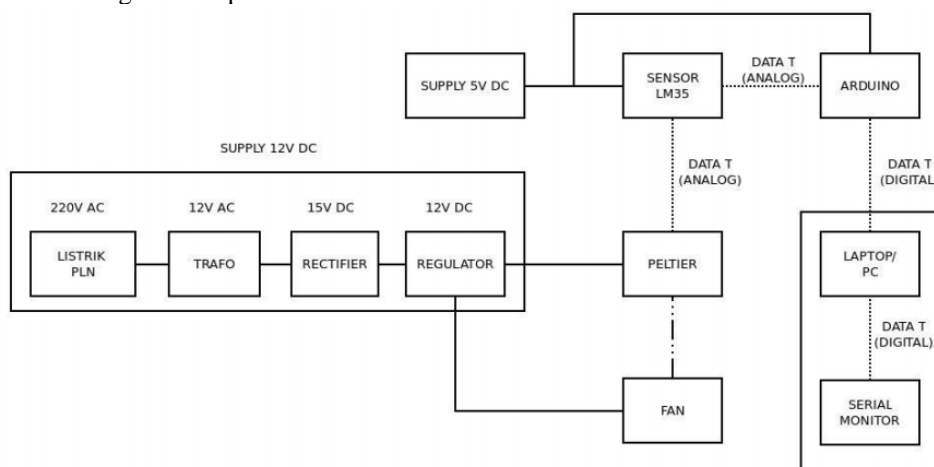 DATA T
(ANALOG)
SUPPLY 5V DC
SENSOR
LM35
ARDUINO
SUPPLY 12V DC
DATA T
(ANALOG)
DATA T
(DIGITAL)
220V AC
12V AC
15V DC
12V DC
LISTRIK
PLN
TRAFO
RECTIFIER
REGULATOR
PELTIER
LAPTOP/
PC
DATA T
(DIGITAL)
FAN
SERIAL
MONITOR